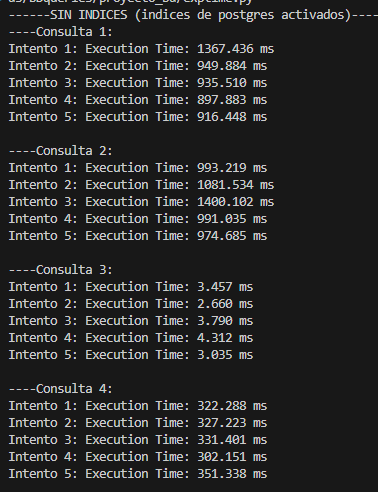 ------SIN INDICES (indices de postgres activados)----
----Consulta 1:
Intento 1: Execution Time: 1367.436 ms
Intento 2: Execution Time: 949.884 ms
Intento 3: Execution Time: 935.510 ms
Intento 4: Execution Time: 897.883 ms
Intento 5: Execution Time: 916.448 ms

----Consulta 2:
Intento 1: Execution Time: 993.219 ms
Intento 2: Execution Time: 1081.534 ms
Intento 3: Execution Time: 1400.102 ms
Intento 4: Execution Time: 991.035 ms
Intento 5: Execution Time: 974.685 ms

----Consulta 3:
Intento 1: Execution Time: 3.457 ms
Intento 2: Execution Time: 2.660 ms
Intento 3: Execution Time: 3.790 ms
Intento 4: Execution Time: 4.312 ms
Intento 5: Execution Time: 3.035 ms

----Consulta 4:
Intento 1: Execution Time: 322.288 ms
Intento 2: Execution Time: 327.223 ms
Intento 3: Execution Time: 331.401 ms
Intento 4: Execution Time: 302.151 ms
Intento 5: Execution Time: 351.338 ms